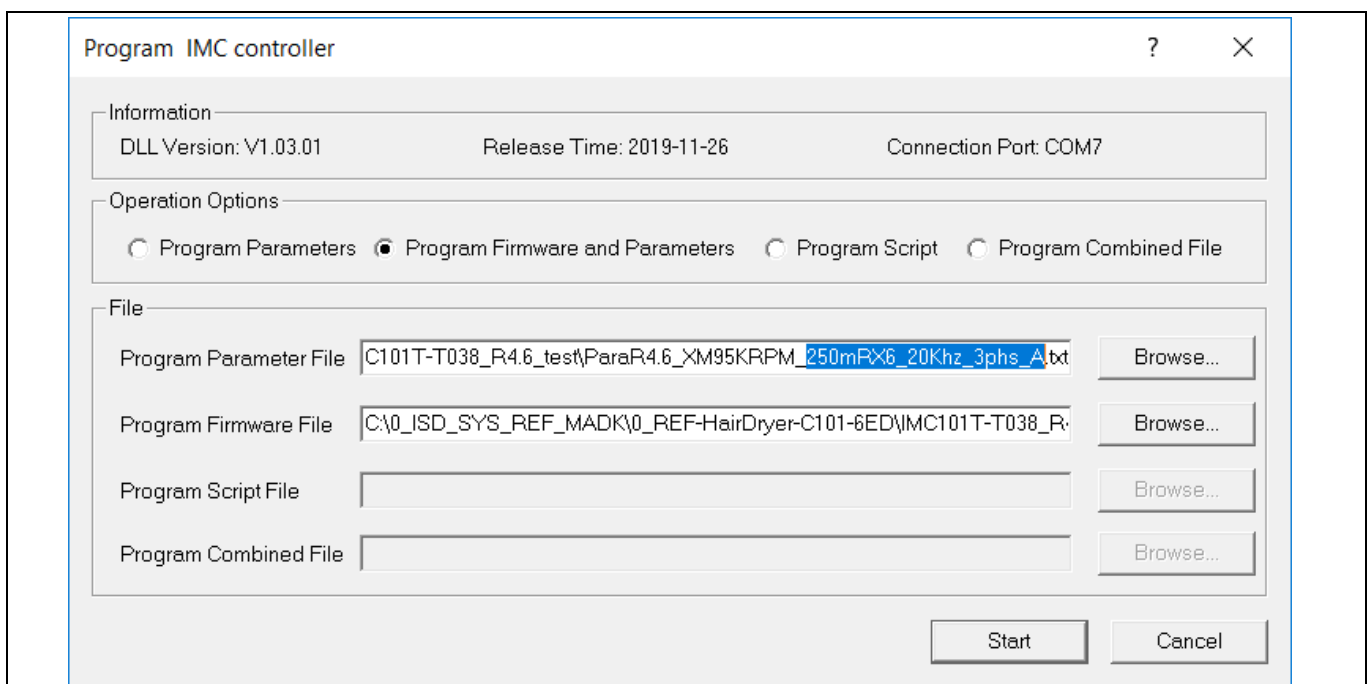 Program IMC controller ?
Information
DLL Version: V1.03.01 Release Time: 2019-11-26 Connection Port: COM7
Operation Options
Program Parameters Program Firmware and Parameters Program Script Program Combined File
File
Program Parameter File C101T-T038_R4.6_test\ParaR4.6_XM95KRPM_250mRX6_20Khz_3phs_A.txt Browse...
Program Firmware File C:\0_ISD_SYS_REF_MADK\0_REF-HairDryer-C101-6ED\IMC101T-T038_R Browse...
Program Script File Browse...
Program Combined File Browse...
Start Cancel